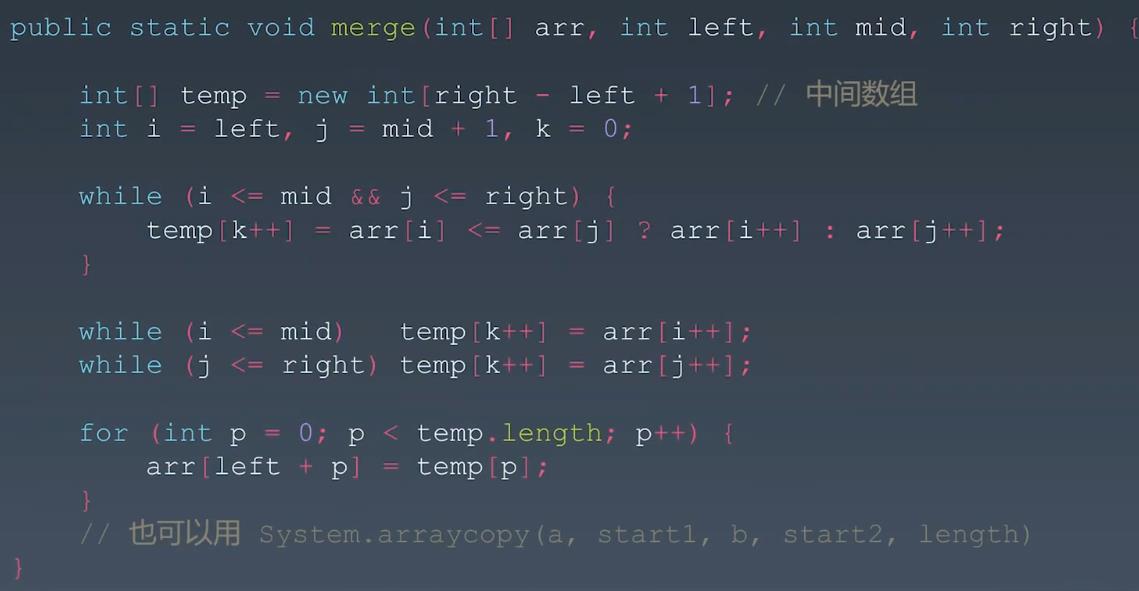 public static void merge(int[] arr, int left, int mid, int right) {
int[] temp = new int[right - left + 1]; // 中间数组
int i = left, j = mid + 1, k = 0;
while (i <= mid && j <= right) {
temp[k++] = arr[i] <= arr[j] ? arr[i++] : arr[j++];
}
while (i <= mid)   temp[k++] = arr[i++];
while (j <= right) temp[k++] = arr[j++];
for (int p = 0; p < temp.length; p++) {
arr[left + p] = temp[p];
}
// 也可以用 System.arraycopy(a, start1, b, start2, length)
}